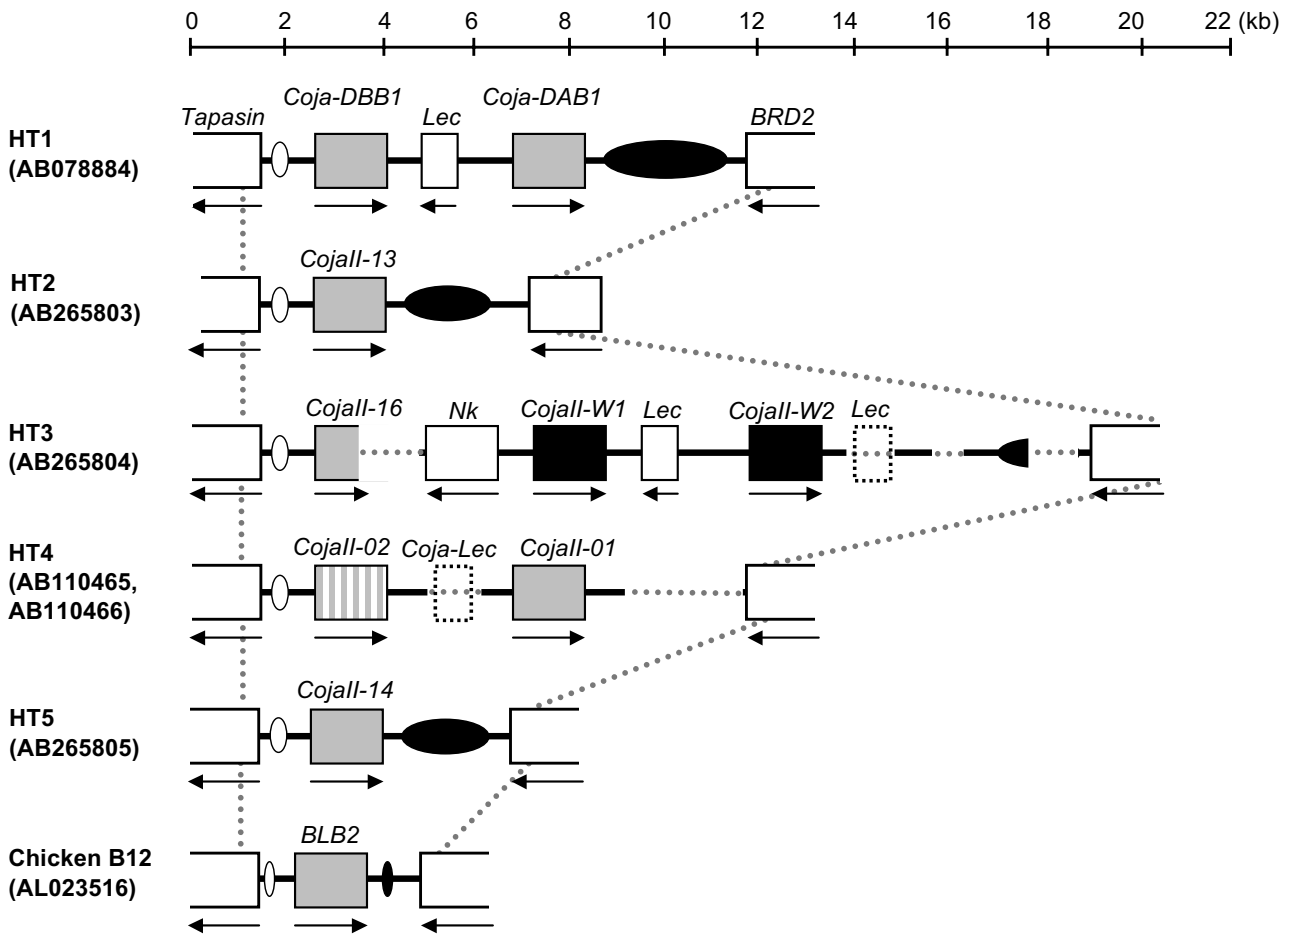 0 2 4 6 8 10 12 14 16 18 20 22 (kb)
Coja-DBB1 Coja-DAB1
Tapasin Lec BRD2
HT1
(AB078884)
CojaII-13
HT2
(AB265803)
CojaII-16 Nk CojaII-W1 Lec CojaII-W2 Lec
HT3
(AB265804)
CojaII-02 Coja-Lec CojaII-01
HT4
(AB110465,
AB110466)
CojaII-14
HT5
(AB265805)
BLB2
Chicken B12
(AL023516)